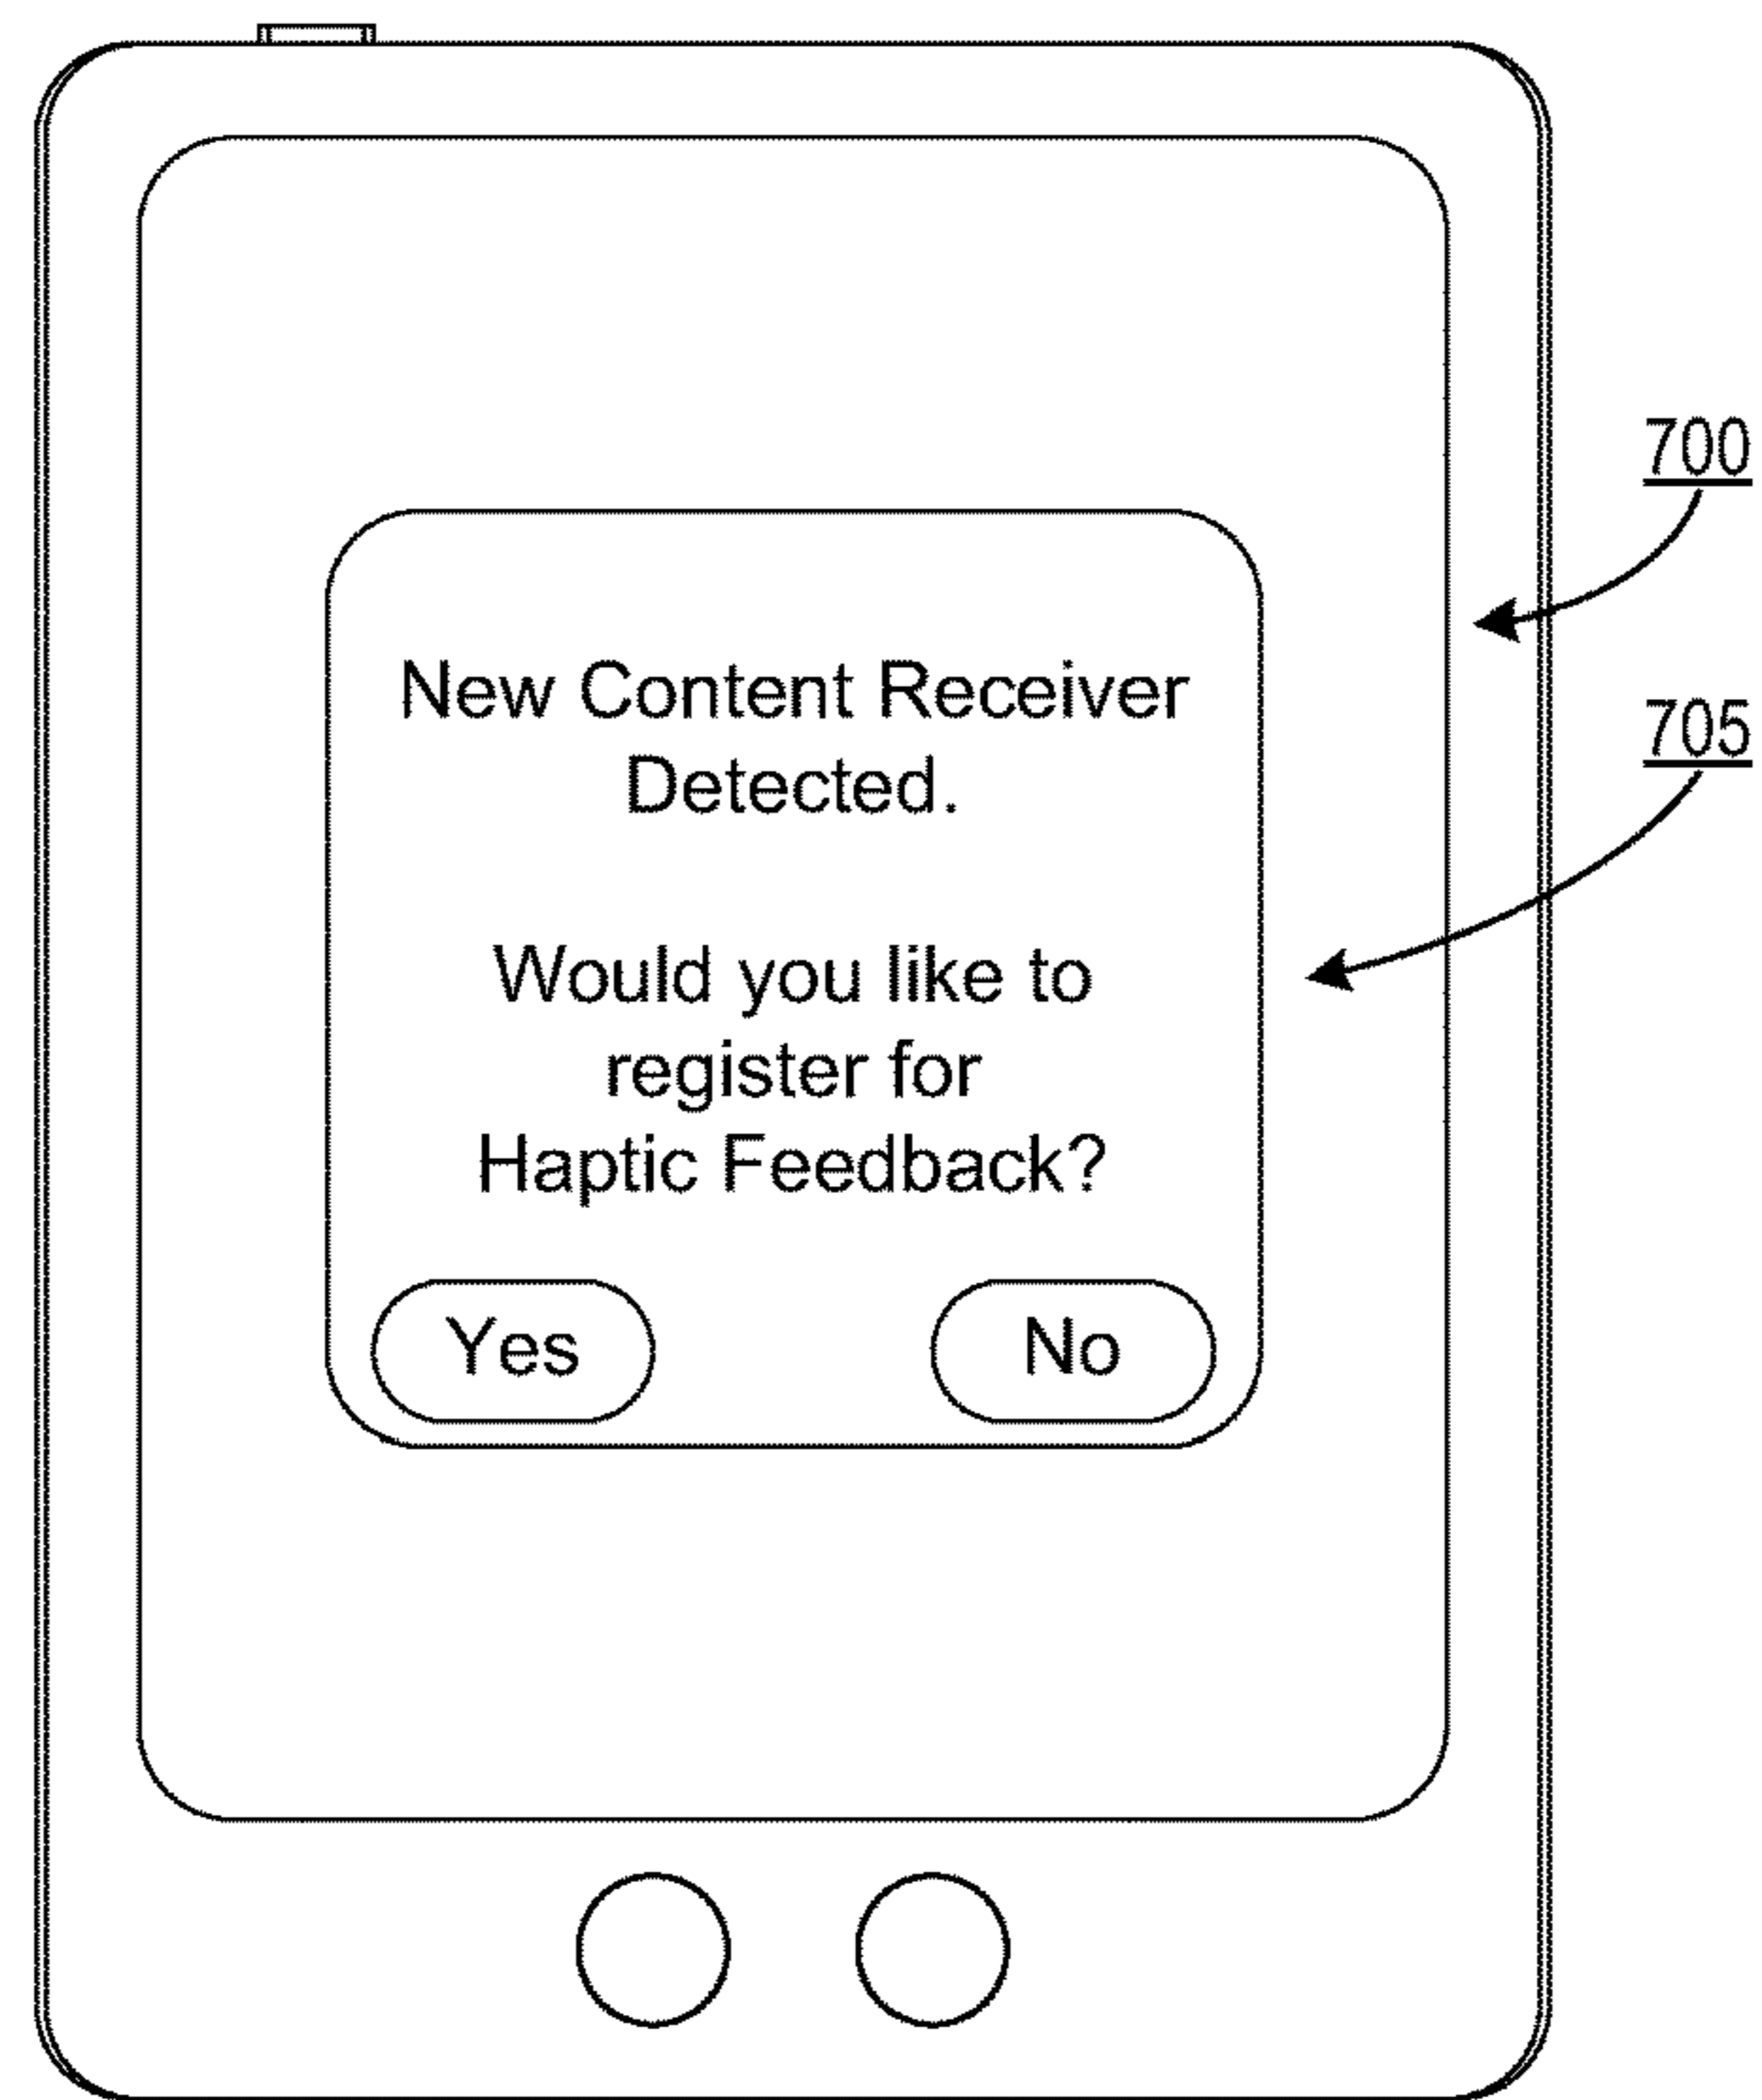 700
705
New Content Receiver
Detected.
Would you like to
register for
Haptic Feedback?
Yes
No